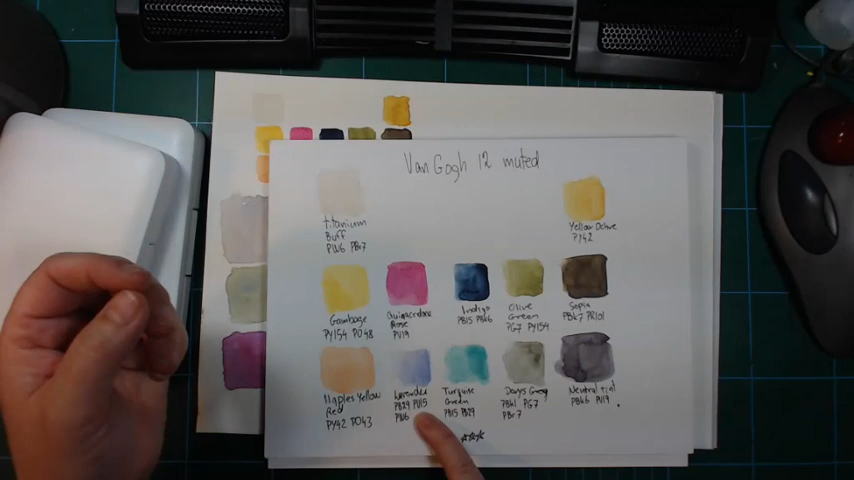 Van Gogh 12 muted
titanium
Buff
PW6 PBr7
Yellow Ochre
PY42
Gamboge
PY154 PO48
Quinacridone
Rose
PV19
Indigo
PB15 PBk6
Olive
Green
PG7 PY154
Sepia
PBk7 PR101
Naples Yellow
Red
PY42 PO43
Lavender
PB29 PV15
PW6
Turquise
Green
PB15 PB29
Davys Grey
PBk1 PG7
PBr7
Neutral tint
PBk6 PV19